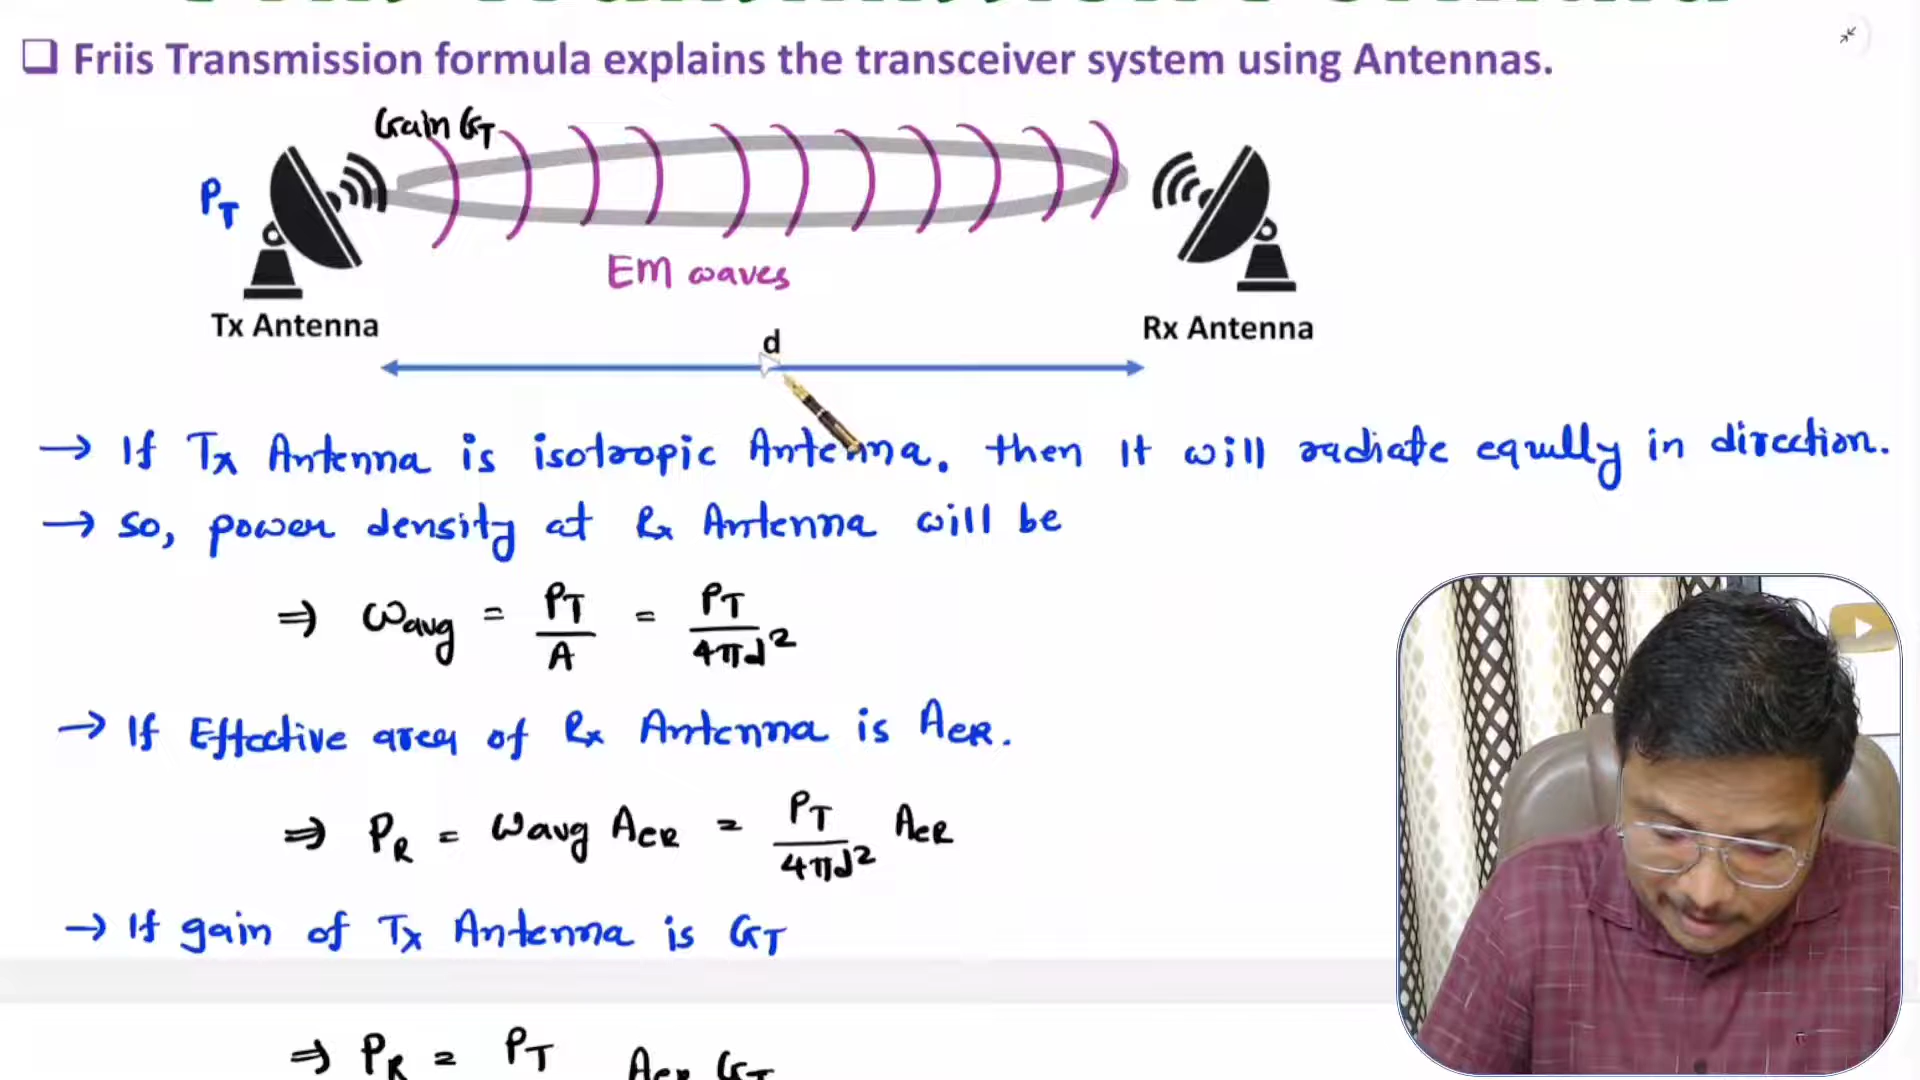 ❑ Friis Transmission formula explains the transceiver system using Antennas.
Gain GT
PT
EM waves
Tx Antenna
Rx Antenna
d
→ If Tx Antenna is isotropic Antenna. then It will radiate equally in direction.
→ So, power density at Rx Antenna will be
⇒ Wavg = PT/A = PT/4πd²
→ If Effective area of Rx Antenna is AeR.
⇒ PR = Wavg AeR = PT/4πd² AeR
→ If gain of Tx Antenna is GT
⇒ PR = PT AeR GT